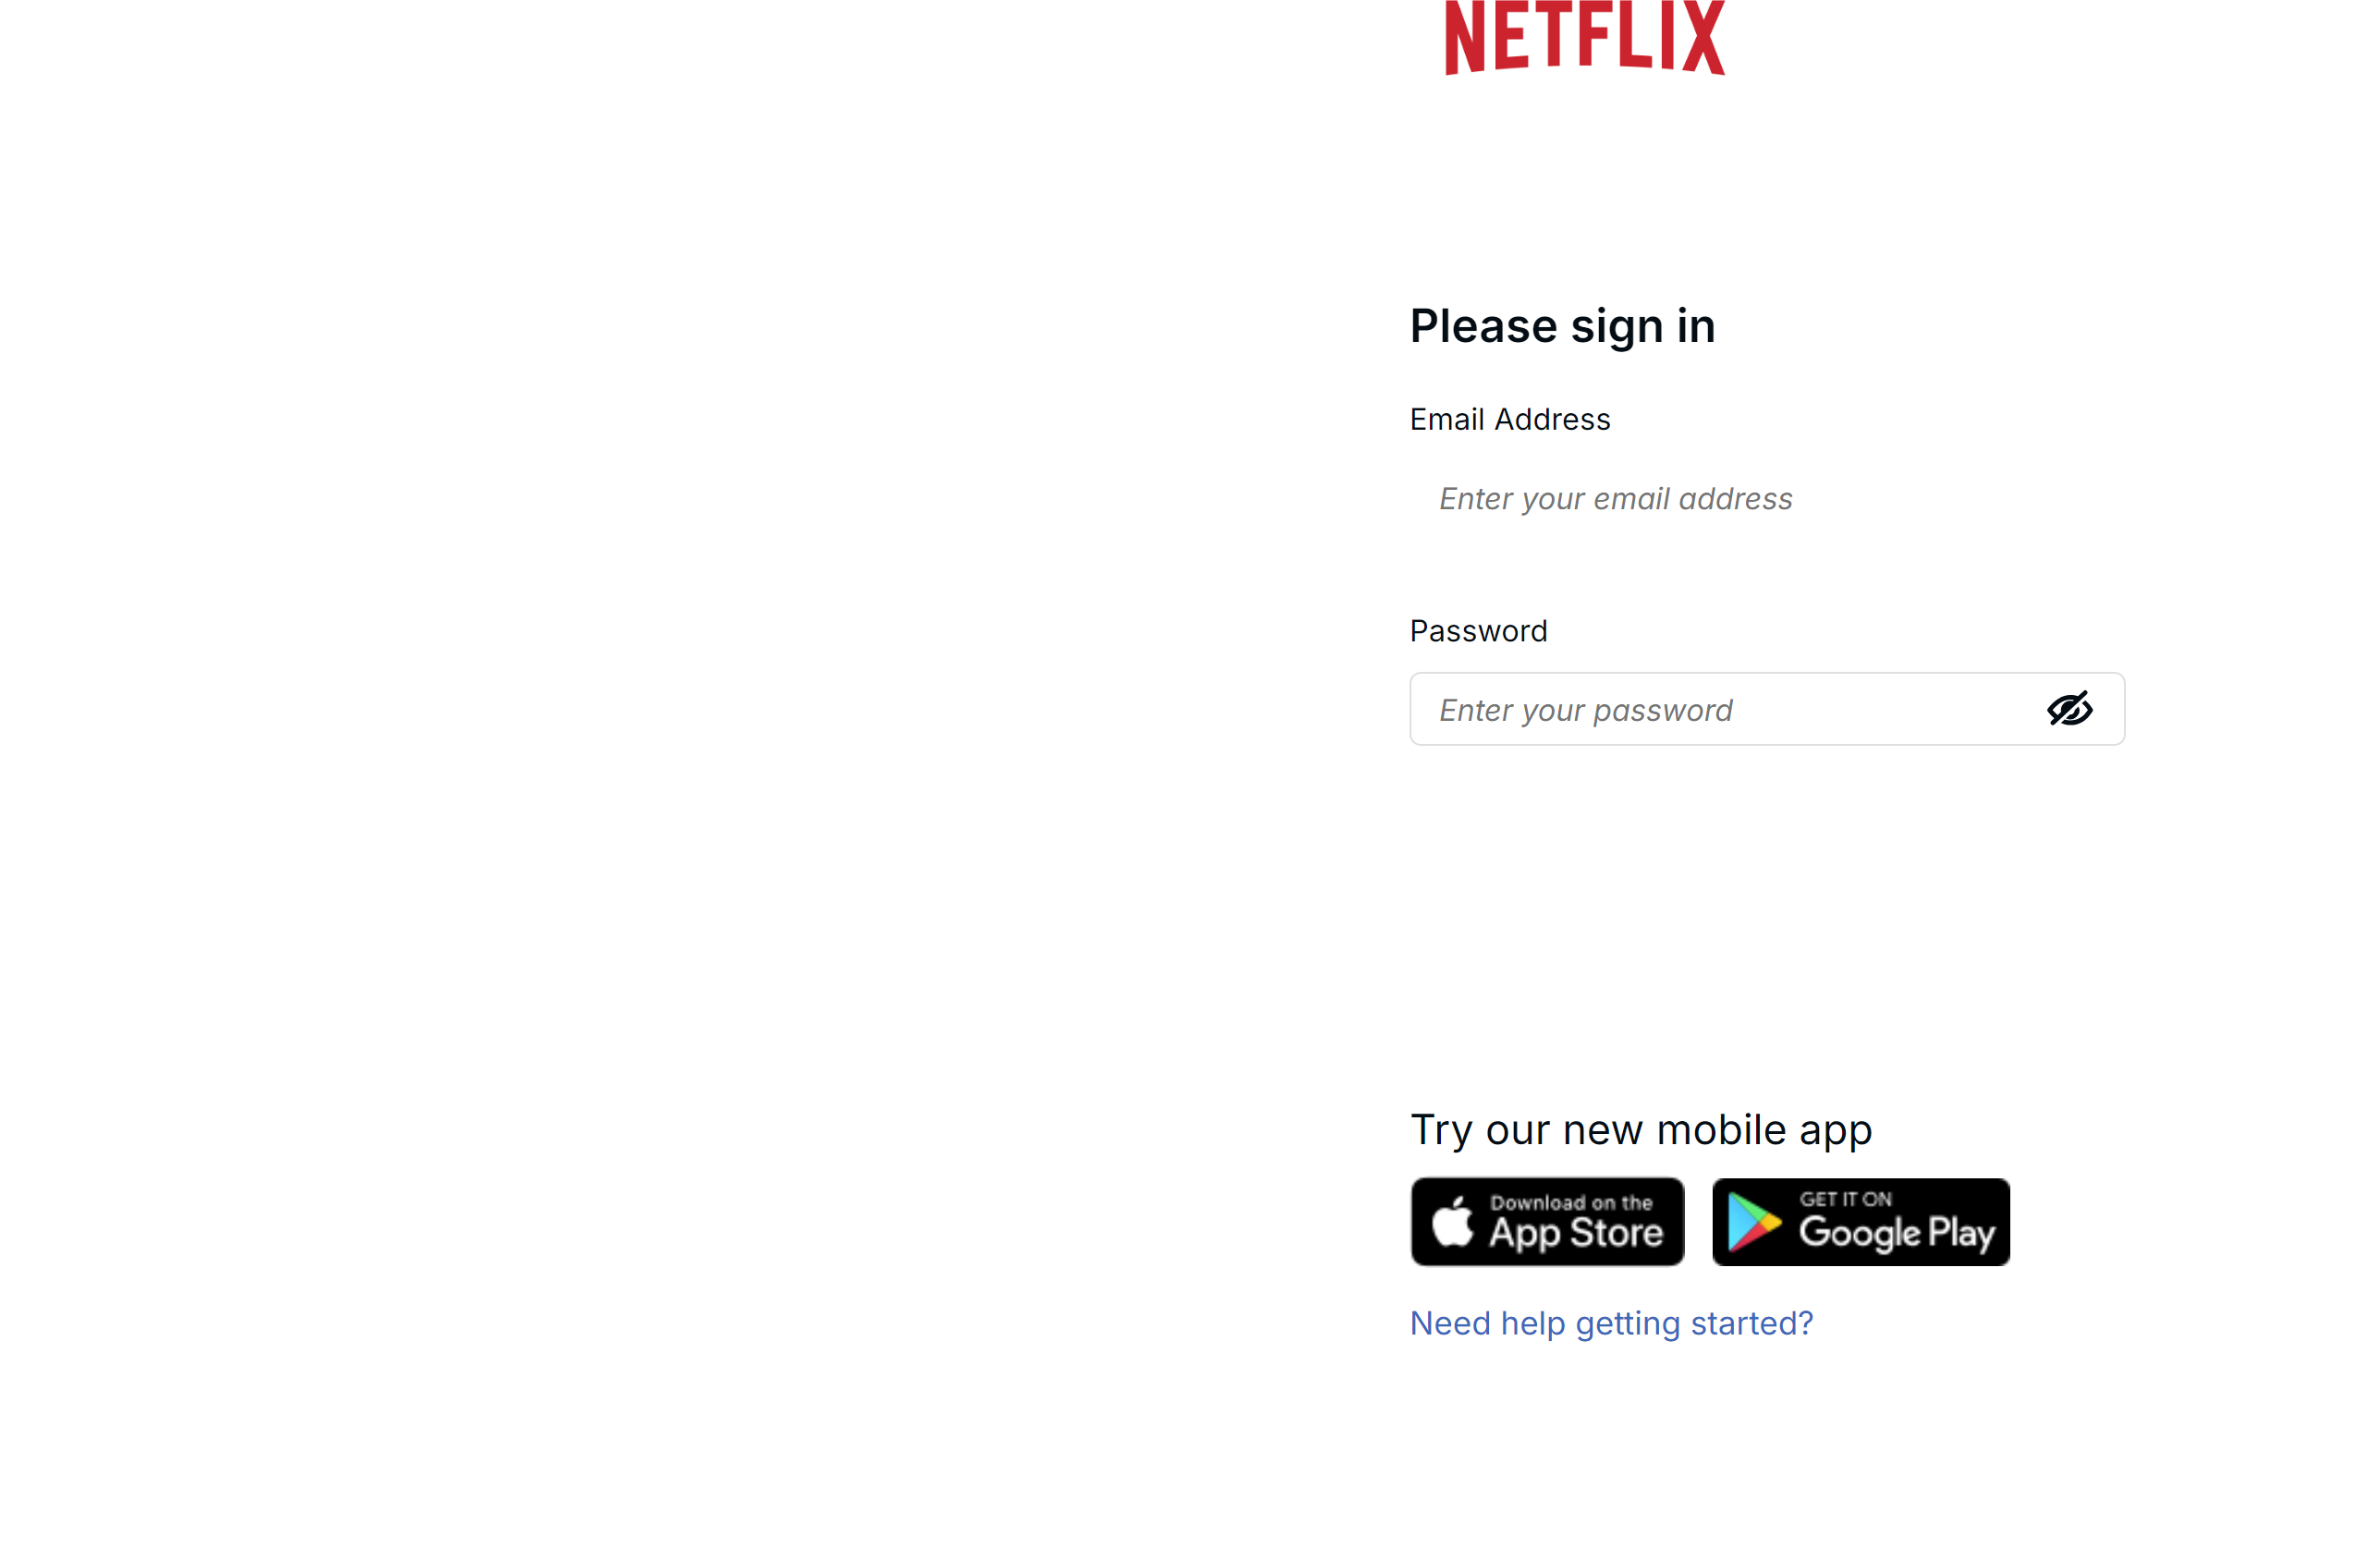 NETFLIX
Please sign in
Email Address
Enter your email address
Password
Enter your password
Try our new mobile app
Download on the
App Store
GET IT ON
Google Play
Need help getting started?